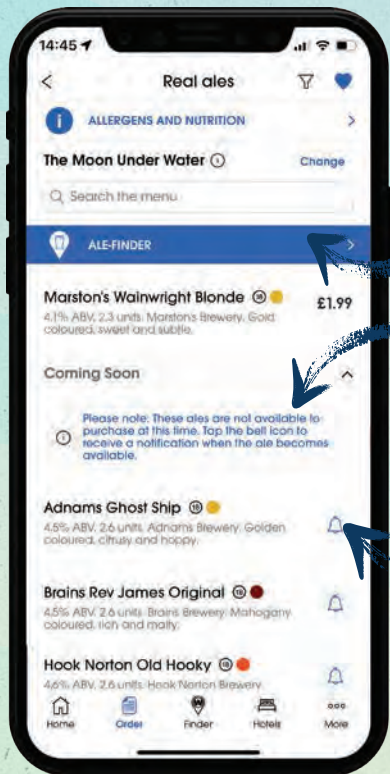 14:45
Real ales
ALLERGENS AND NUTRITION
The Moon Under Water
Change
Search the menu
ALE-FINDER
Marston's Wainwright Blonde 18 £1.99
4.1% ABV, 2.3 units. Marston's Brewery. Gold
coloured, sweet and subtle.
Coming Soon
Please note: These ales are not available to
purchase at this time. Tap the bell icon to
receive a notification when the ale becomes
available.
Adnams Ghost Ship 18
4.5% ABV, 2.6 units. Adnams Brewery. Golden
coloured, citrusy and hoppy.
Brains Rev James Original 18
4.5% ABV, 2.6 units. Brains Brewery. Mahogany
coloured, rich and malty.
Hook Norton Old Hooky 18
4.6% ABV, 2.6 units. Hook Norton Brewery.
Home Order Finder Hotels More